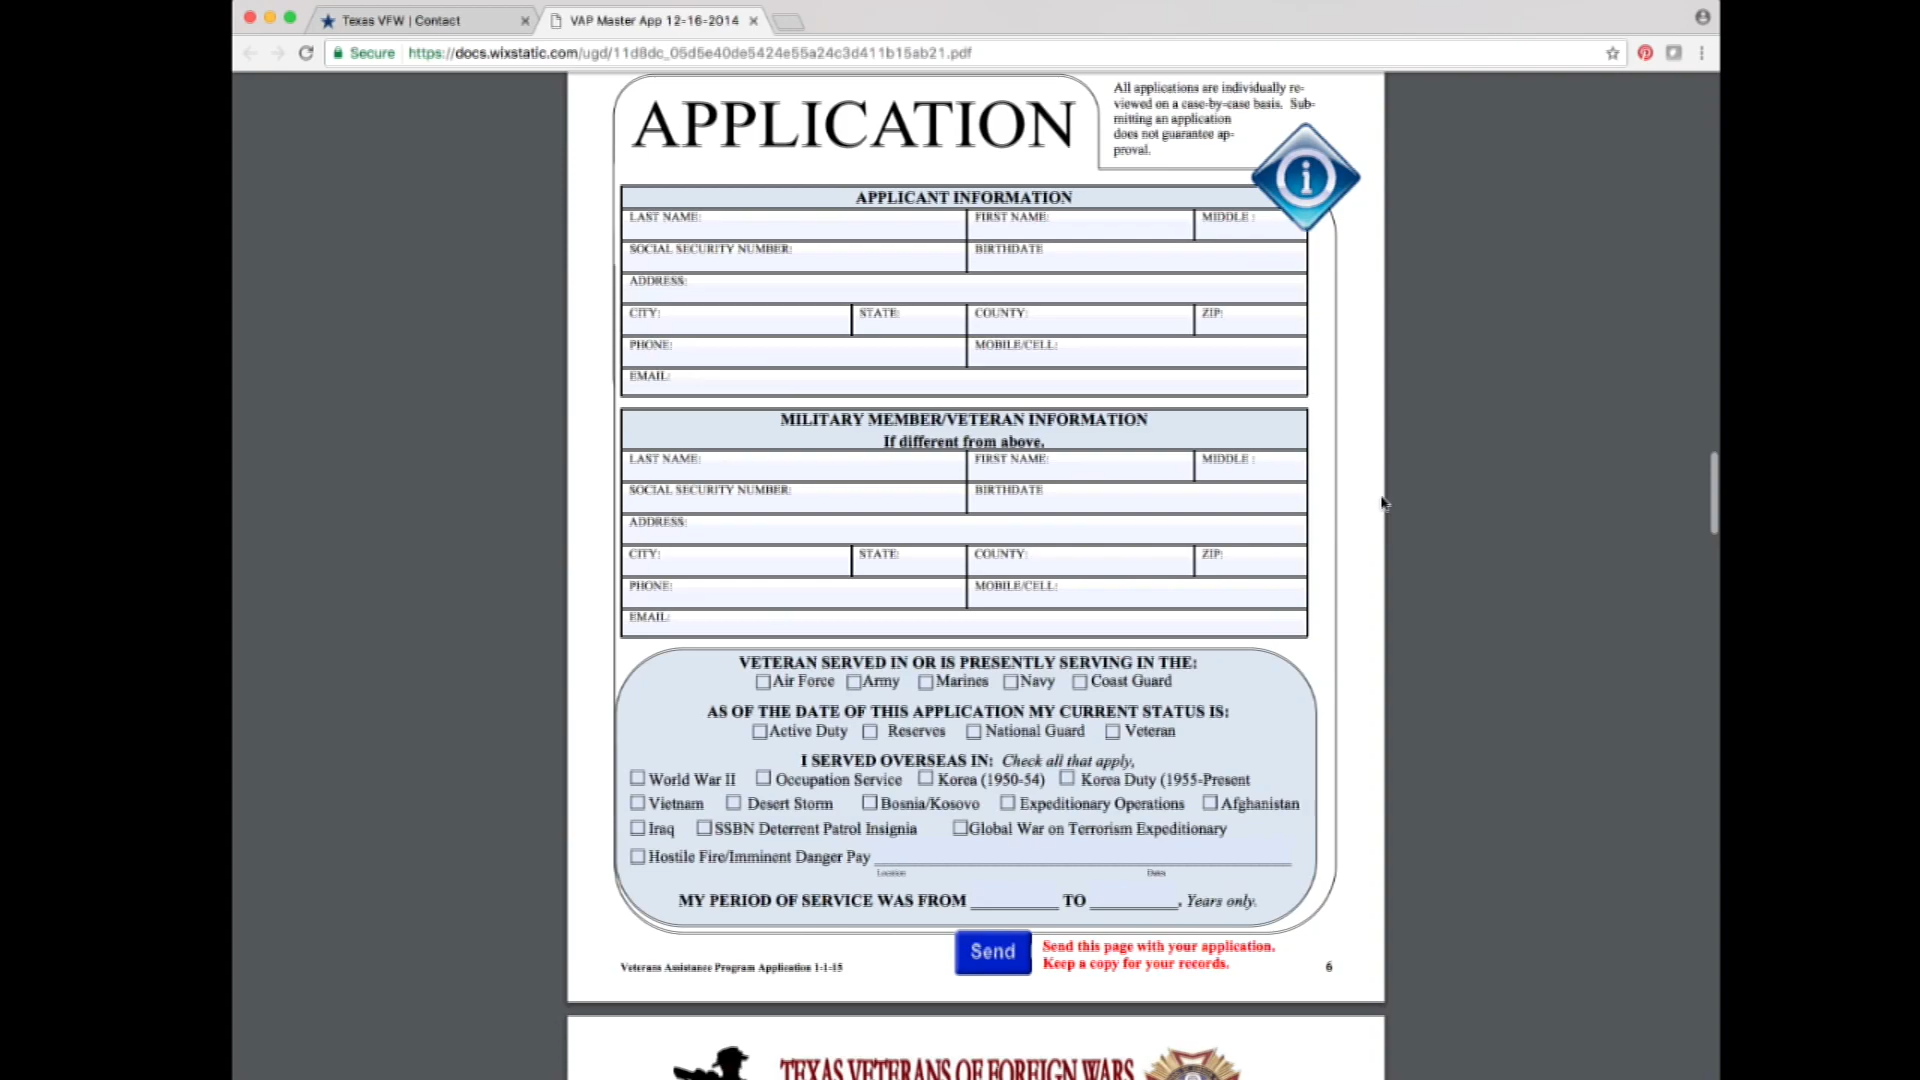 Texas VFW | Contact
VAP Master App 12-16-2014
Secure https://docs.wixstatic.com/ugd/11d8dc_05d5e40de5424e55a24c3d411b15ab21.pdf
APPLICATION
All applications are individually re-
viewed on a case-by-case basis. Sub-
mitting an application
does not guarantee ap-
proval.
i
APPLICANT INFORMATION
LAST NAME: FIRST NAME: MIDDLE :
SOCIAL SECURITY NUMBER: BIRTHDATE
ADDRESS:
CITY: STATE: COUNTY: ZIP:
PHONE: MOBILE/CELL:
EMAIL:
MILITARY MEMBER/VETERAN INFORMATION
If different from above.
LAST NAME: FIRST NAME: MIDDLE :
SOCIAL SECURITY NUMBER: BIRTHDATE
ADDRESS:
CITY: STATE: COUNTY: ZIP:
PHONE: MOBILE/CELL:
EMAIL:
VETERAN SERVED IN OR IS PRESENTLY SERVING IN THE:
Air Force Army Marines Navy Coast Guard
AS OF THE DATE OF THIS APPLICATION MY CURRENT STATUS IS:
Active Duty Reserves National Guard Veteran
I SERVED OVERSEAS IN: Check all that apply,
World War II Occupation Service Korea (1950-54) Korea Duty (1955-Present
Vietnam Desert Storm Bosnia/Kosovo Expeditionary Operations Afghanistan
Iraq SSBN Deterrent Patrol Insignia Global War on Terrorism Expeditionary
Hostile Fire/Imminent Danger Pay
Location Dates
MY PERIOD OF SERVICE WAS FROM TO . Years only.
Send
Send this page with your application.
Keep a copy for your records.
Veterans Assistance Program Application 1-1-15
6
TEXAS VETERANS OF FOREIGN WARS